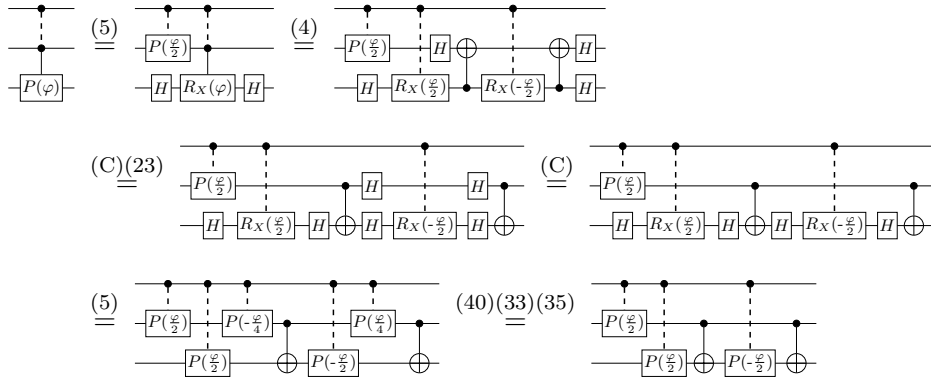 (5) (4)
= P(φ/2) = P(φ/2) H H
P(φ) H R_X(φ) H H R_X(φ/2) R_X(-φ/2) H
(C)(23) (C)
= P(φ/2) H H = P(φ/2)
H R_X(φ/2) H H R_X(-φ/2) H H R_X(φ/2) H H R_X(-φ/2) H
(5) (40)(33)(35)
= P(φ/2) P(-φ/4) P(φ/4) = P(φ/2)
P(φ/2) P(-φ/2) P(φ/2) P(-φ/2)